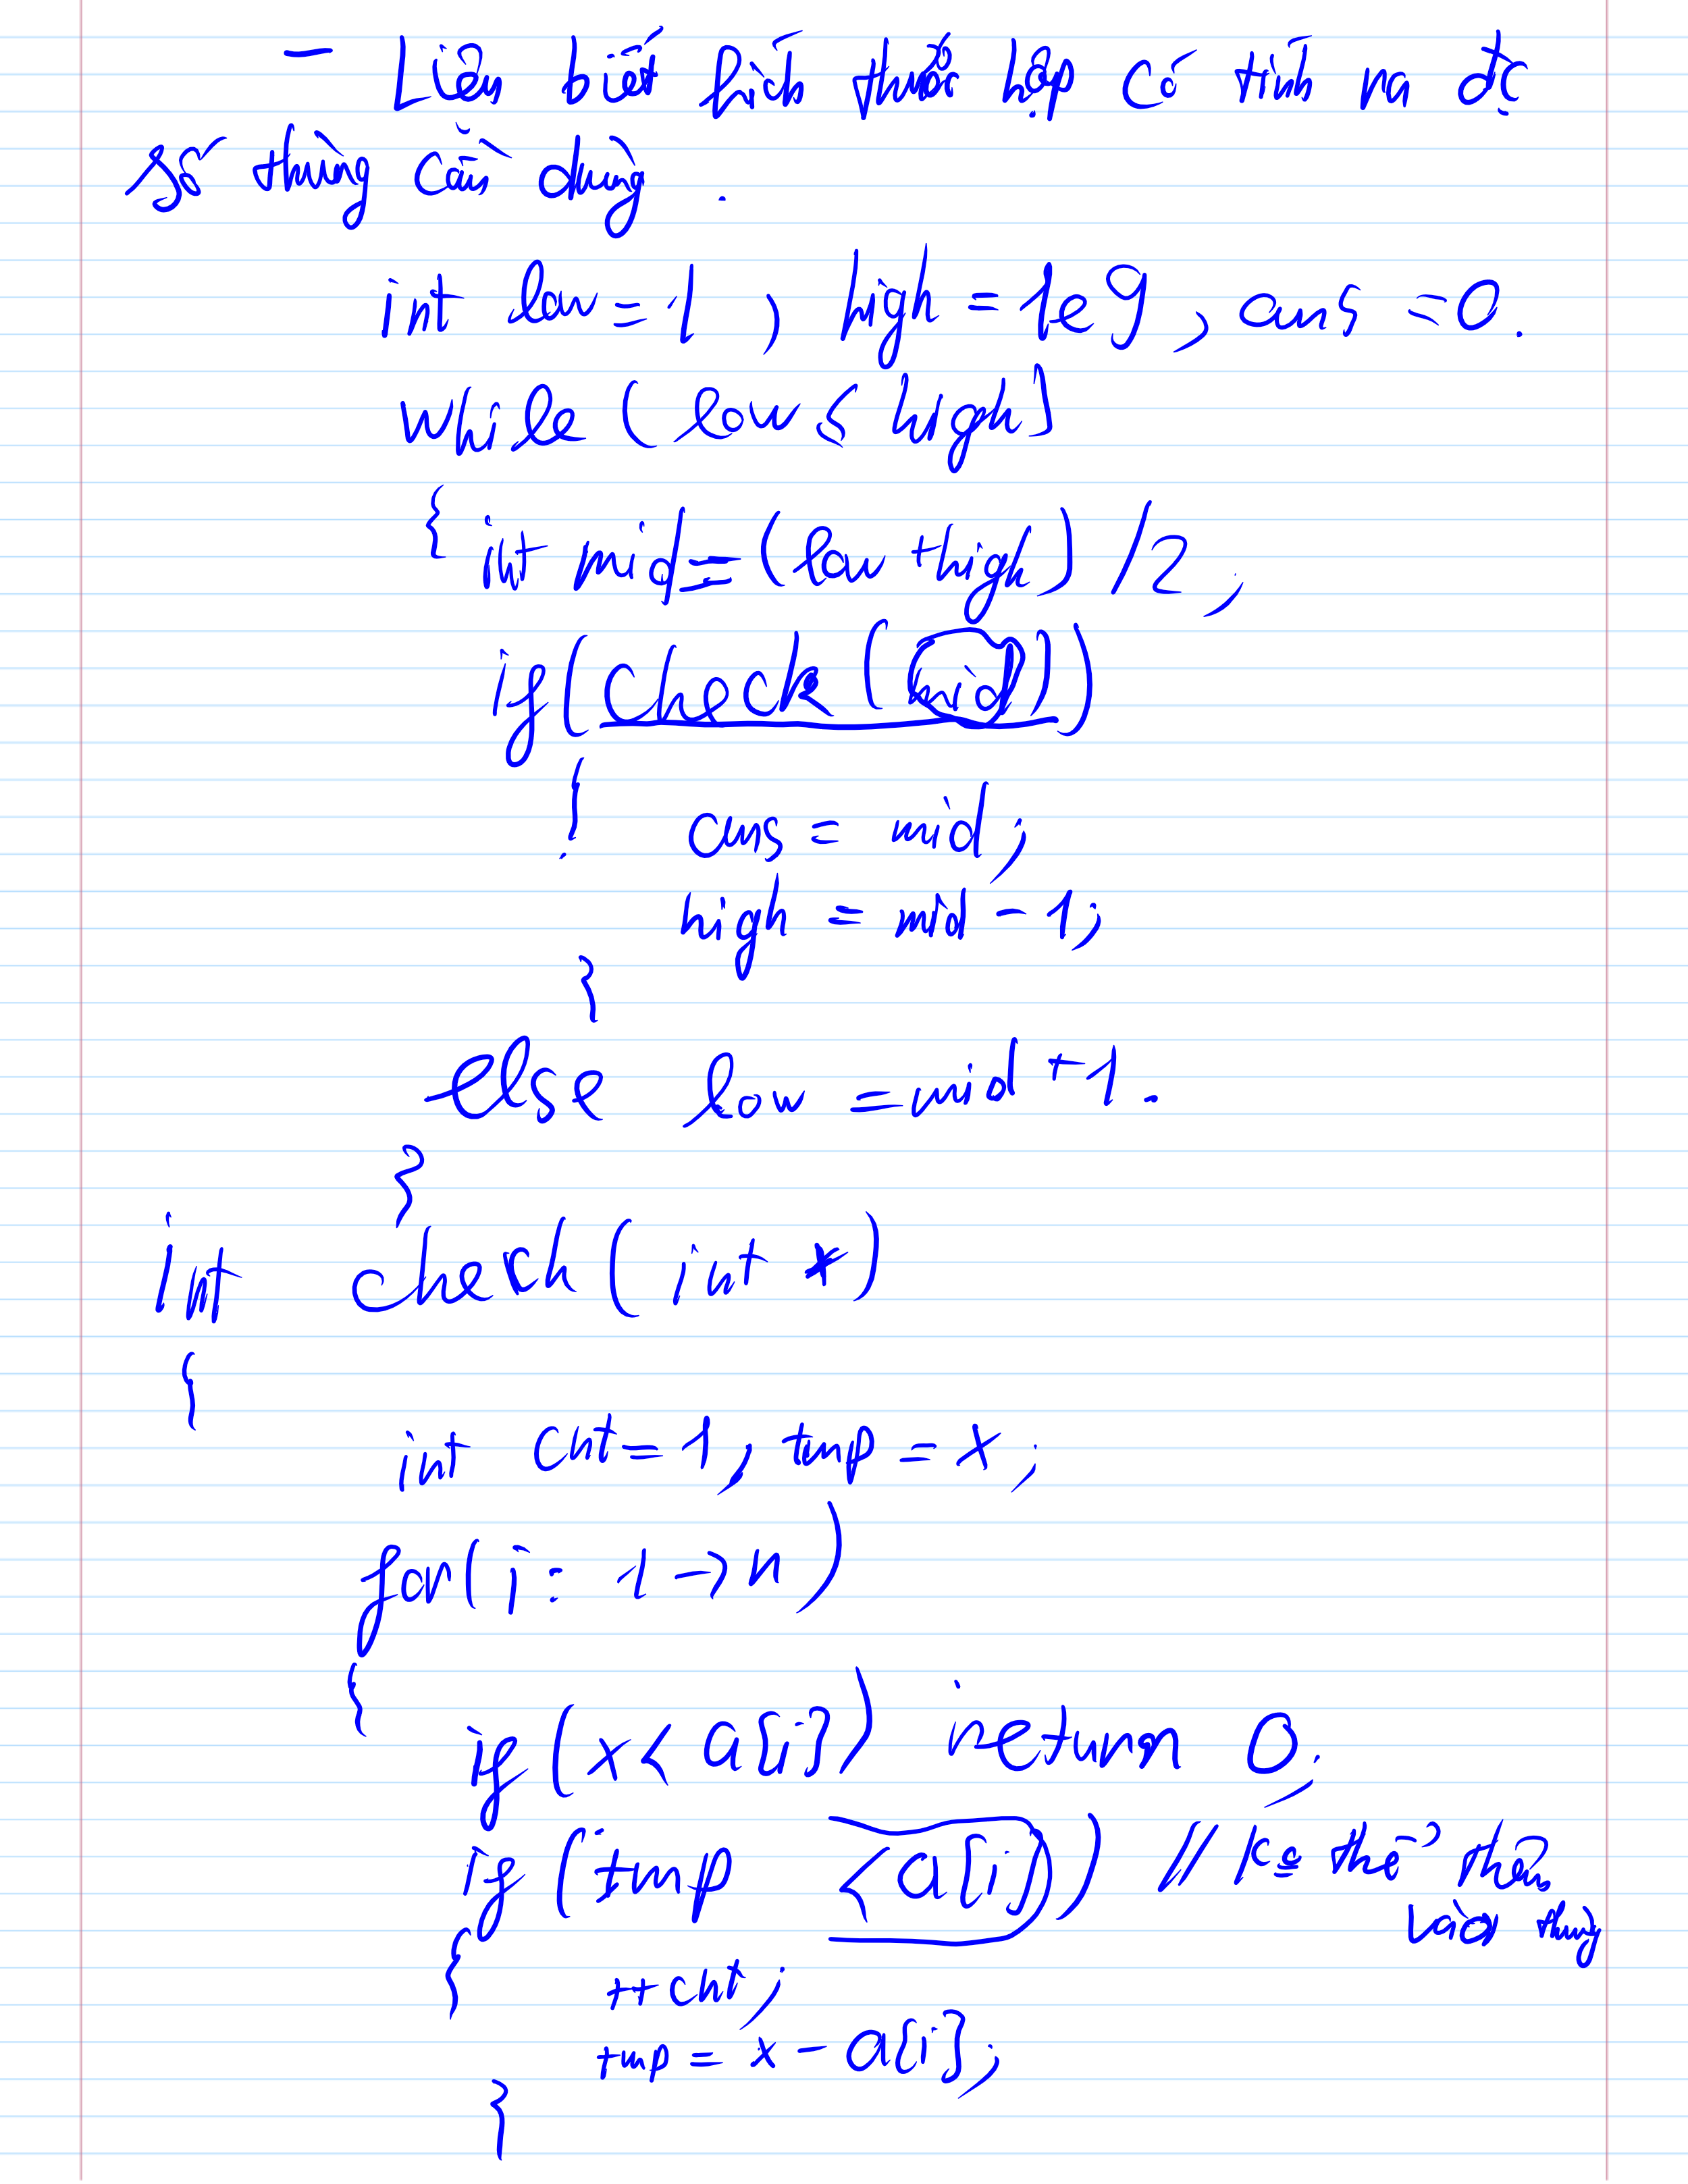 - Liệu biết kích thước hộp có tính ra đc
số thùng cần dùng.
int low = 1, high = 1e9, ans = 0.
while (low ≤ high)
{ int mid = (low + high) / 2,
if (check (mid))
{ ans = mid;
high = mid - 1;
}
else low = mid + 1.
}
int check (int x)
{
int cnt = 1, tmp = x;
for (i: 1 → n)
{
if (x < a[i]) return 0;
if (tmp < a[i]) // ko thể thêm
vào thùng
{ ++cnt;
tmp = x - a[i];
}